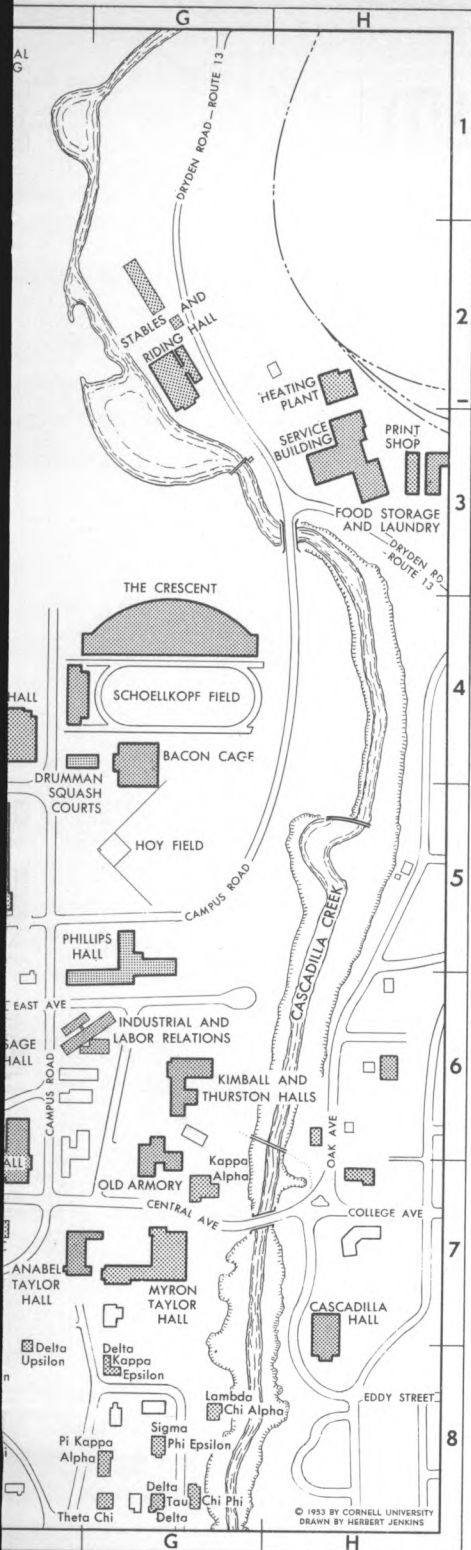 G
H
AL
G
DRYDEN ROAD—ROUTE 13
1
STABLES AND
RIDING HALL
2
HEATING
PLANT
SERVICE
BUILDING
PRINT
SHOP
3
FOOD STORAGE
AND LAUNDRY
DRYDEN RD.
ROUTE 13
THE CRESCENT
HALL
SCHOELLKOPF FIELD
4
BACON CAGE
DRUMMAN
SQUASH
COURTS
HOY FIELD
5
CAMPUS ROAD
CASCADILLA CREEK
PHILLIPS
HALL
EAST AVE
INDUSTRIAL AND
LABOR RELATIONS
SAGE
HALL
CAMPUS ROAD
6
KIMBALL AND
THURSTON HALLS
OAK AVE
ALL
OLD ARMORY
Kappa
Alpha
CENTRAL AVE
COLLEGE AVE
7
ANABEL
TAYLOR
HALL
MYRON
TAYLOR
HALL
CASCADILLA
HALL
Delta
Upsilon
Delta
Kappa
Epsilon
EDDY STREET
Lambda
Chi Alpha
8
Sigma
Phi Epsilon
Pi Kappa
Alpha
Delta
Tau
Delta
Chi Phi
Theta Chi
© 1953 BY CORNELL UNIVERSITY
DRAWN BY HERBERT JENKINS
G
H